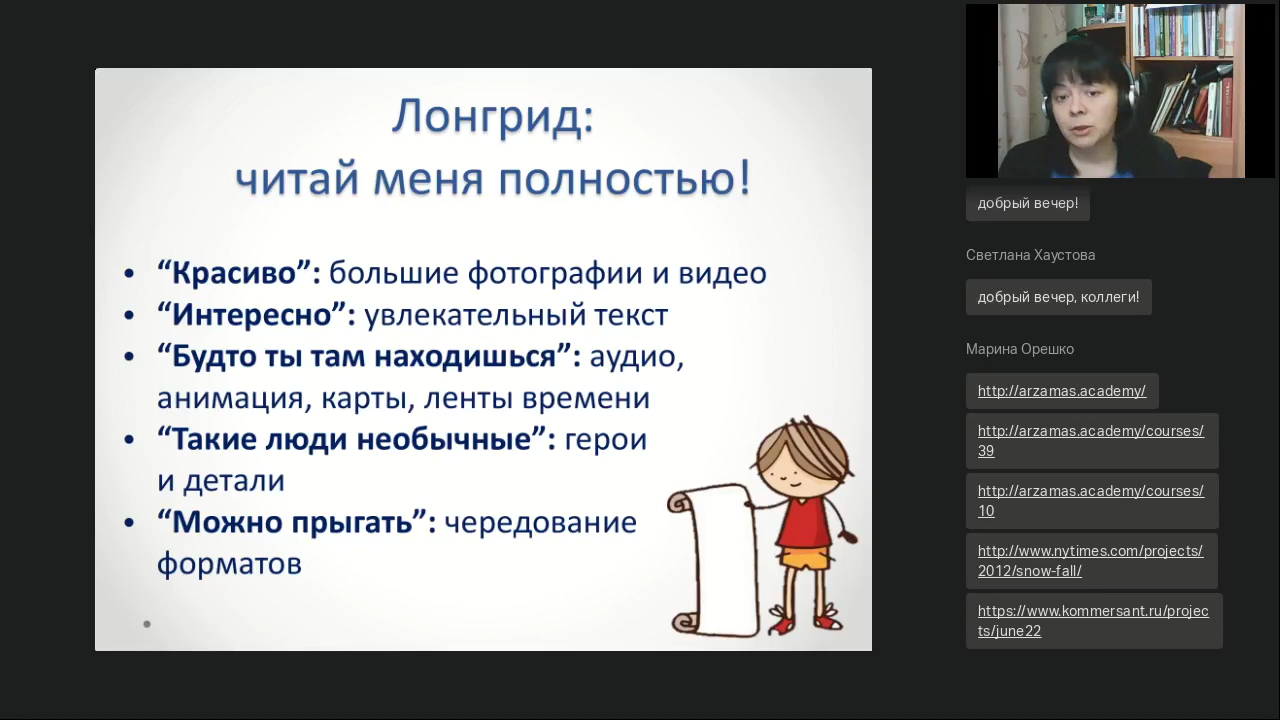 Лонгрид:
читай меня полностью!
• “Красиво”: большие фотографии и видео
• “Интересно”: увлекательный текст
• “Будто ты там находишься”: аудио,
анимация, карты, ленты времени
• “Такие люди необычные”: герои
и детали
• “Можно прыгать”: чередование
форматов
добрый вечер!
Светлана Хаустова
добрый вечер, коллеги!
Марина Орешко
http://arzamas.academy/
http://arzamas.academy/courses/
39
http://arzamas.academy/courses/
10
http://www.nytimes.com/projects/
2012/snow-fall/
https://www.kommersant.ru/projec
ts/june22